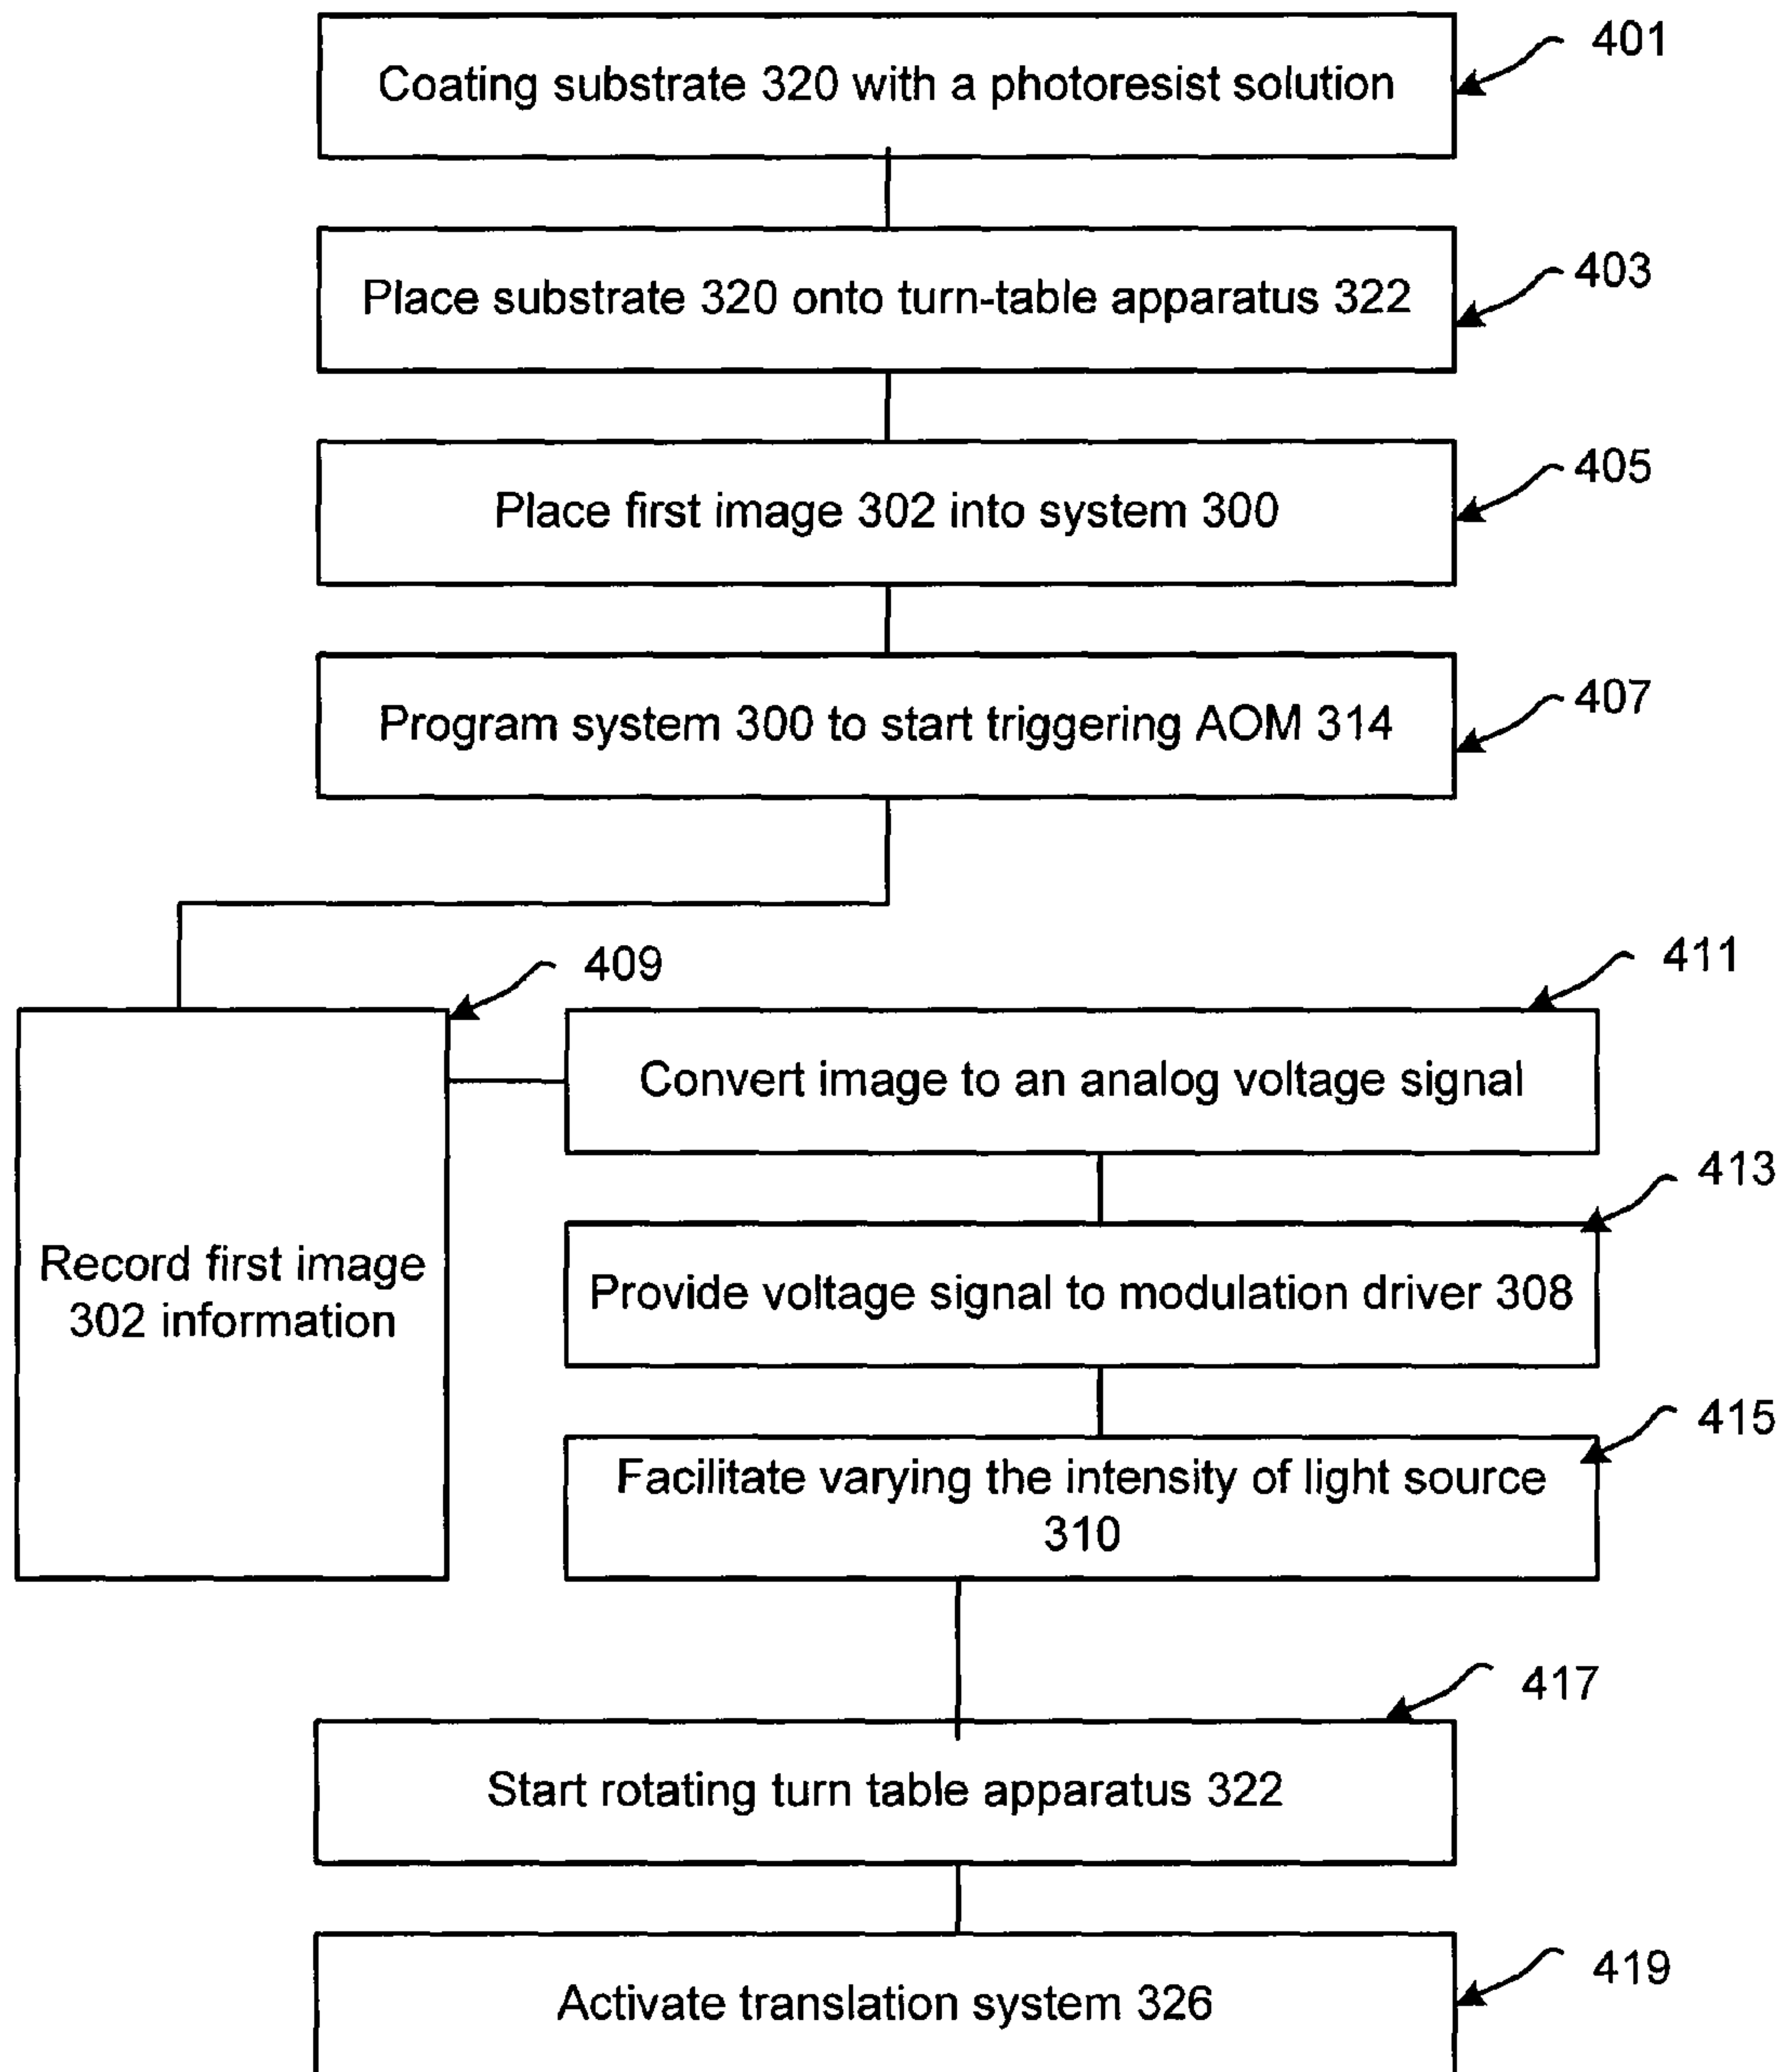 Coating substrate 320 with a photoresist solution
401
Place substrate 320 onto turn-table apparatus 322
403
Place first image 302 into system 300
405
Program system 300 to start triggering AOM 314
407
409
Record first image
302 information
411
Convert image to an analog voltage signal
413
Provide voltage signal to modulation driver 308
415
Facilitate varying the intensity of light source
310
417
Start rotating turn table apparatus 322
Activate translation system 326
419